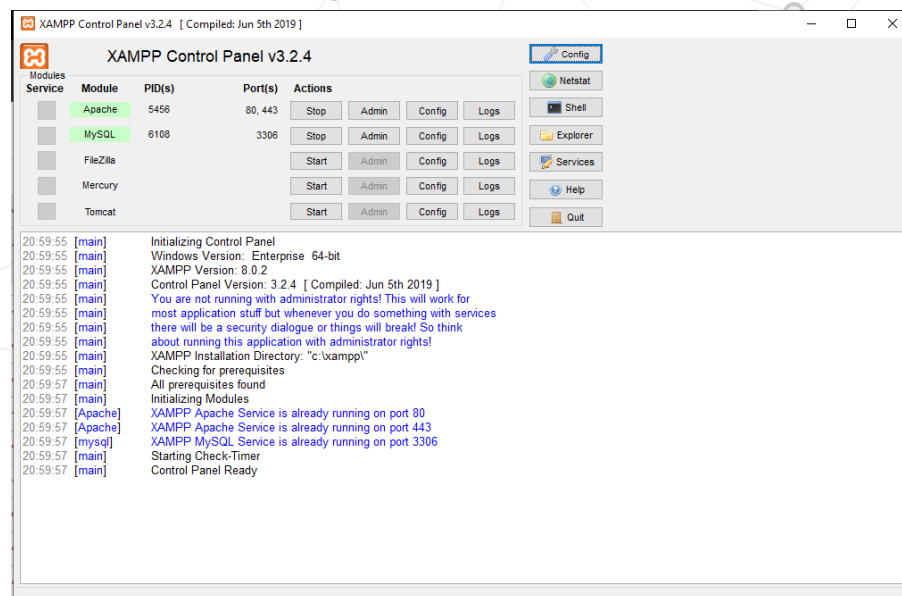 XAMPP Control Panel v3.2.4 [ Compiled: Jun 5th 2019 ]
XAMPP Control Panel v3.2.4
Config
Modules
Service Module PID(s) Port(s) Actions
Netstat
Apache 5456 80, 443 Stop Admin Config Logs
Shell
MySQL 6108 3306 Stop Admin Config Logs
Explorer
FileZilla Start Admin Config Logs
Services
Mercury Start Admin Config Logs
Help
Tomcat Start Admin Config Logs
Quit
20:59:55 [main] Initializing Control Panel
20:59:55 [main] Windows Version: Enterprise 64-bit
20:59:55 [main] XAMPP Version: 8.0.2
20:59:55 [main] Control Panel Version: 3.2.4 [ Compiled: Jun 5th 2019 ]
20:59:55 [main] You are not running with administrator rights! This will work for
20:59:55 [main] most application stuff but whenever you do something with services
20:59:55 [main] there will be a security dialogue or things will break! So think
20:59:55 [main] about running this application with administrator rights!
20:59:55 [main] XAMPP Installation Directory: "c:\xampp\"
20:59:55 [main] Checking for prerequisites
20:59:57 [main] All prerequisites found
20:59:57 [main] Initializing Modules
20:59:57 [Apache] XAMPP Apache Service is already running on port 80
20:59:57 [Apache] XAMPP Apache Service is already running on port 443
20:59:57 [mysql] XAMPP MySQL Service is already running on port 3306
20:59:57 [main] Starting Check-Timer
20:59:57 [main] Control Panel Ready